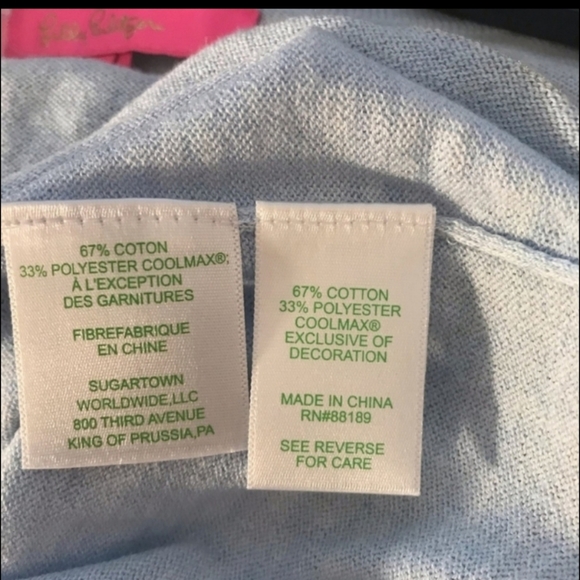 Lilly Pulitzer
67% COTON
33% POLYESTER COOLMAX®;
À L'EXCEPTION
DES GARNITURES
FIBREFABRIQUE
EN CHINE
SUGARTOWN
WORLDWIDE,LLC
800 THIRD AVENUE
KING OF PRUSSIA,PA
67% COTTON
33% POLYESTER
COOLMAX®
EXCLUSIVE OF
DECORATION
MADE IN CHINA
RN#88189
SEE REVERSE
FOR CARE